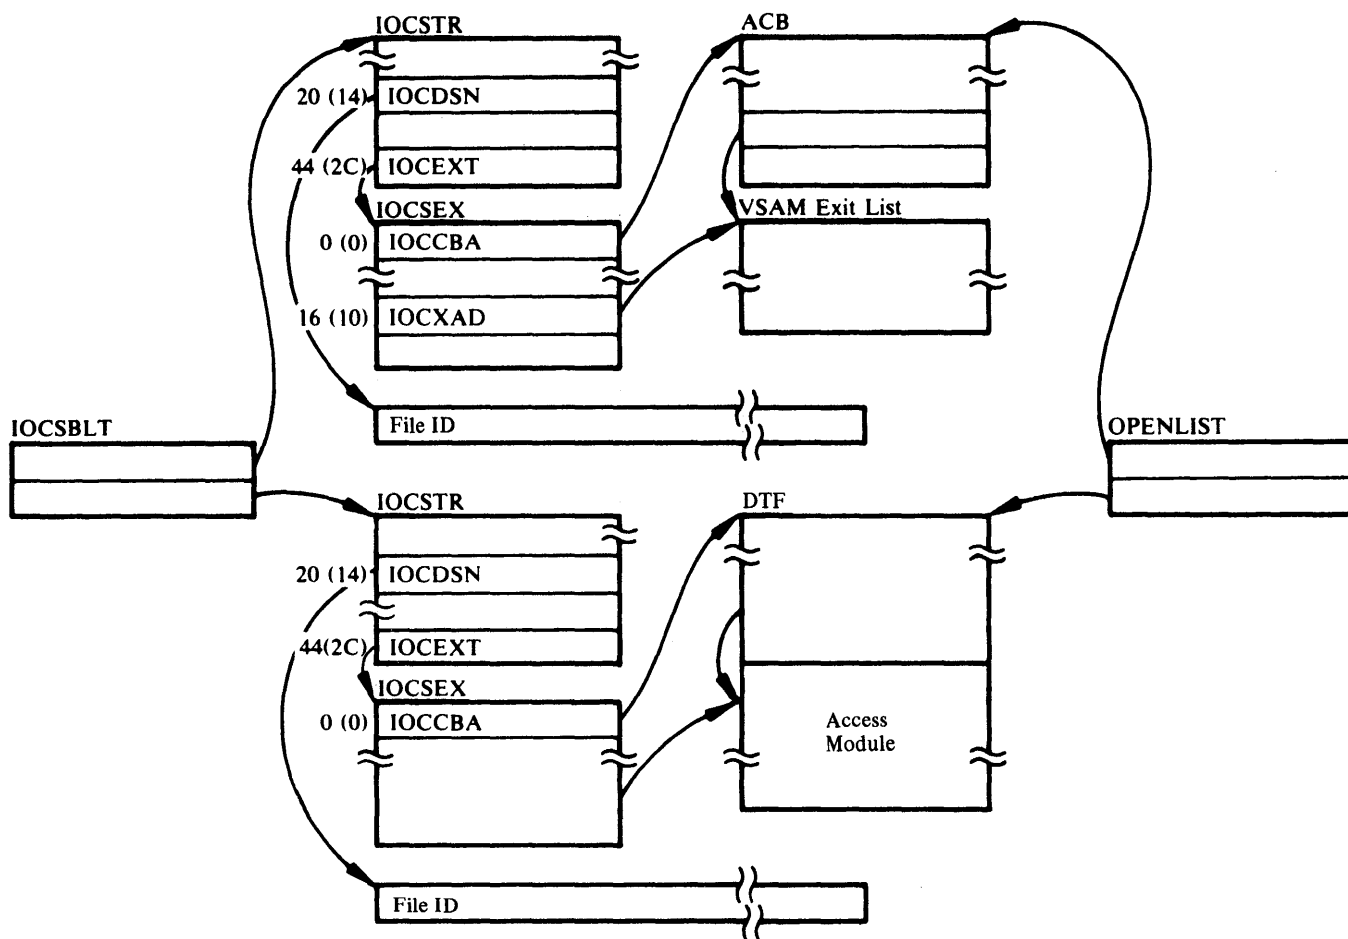 IOCSTR
ACB
20 (14) IOCDSN
44 (2C) IOCEXT
IOCSEX
VSAM Exit List
0 (0) IOCCBA
16 (10) IOCXAD
File ID
IOCSBLT
OPENLIST
IOCSTR
DTF
20 (14) IOCDSN
44(2C) IOCEXT
IOCSEX
0 (0) IOCCBA
Access
Module
File ID